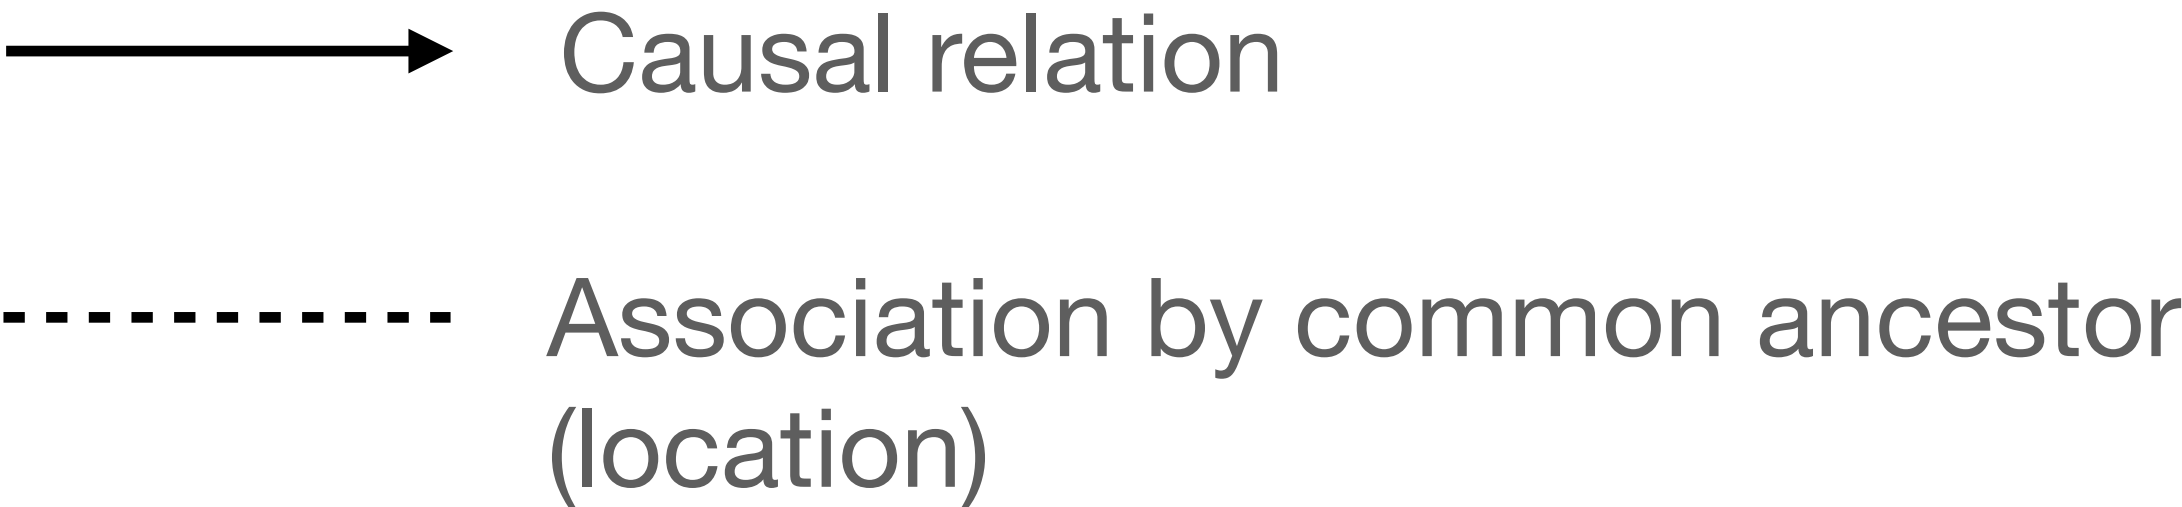 Causal relation
Association by common ancestor
(location)